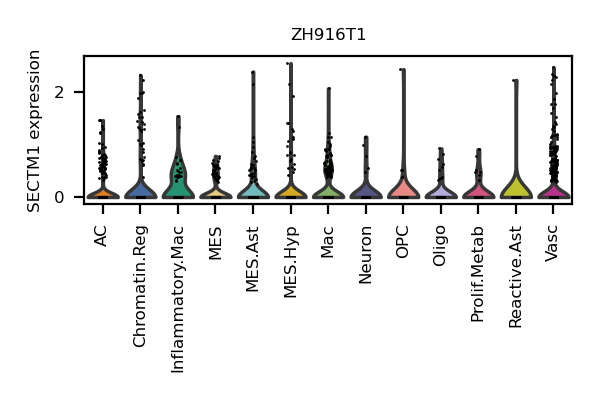 ZH916T1
SECTM1 expression
2
0
AC
Chromatin.Reg
Inflammatory.Mac
MES
MES.Ast
MES.Hyp
Mac
Neuron
OPC
Oligo
Prolif.Metab
Reactive.Ast
Vasc